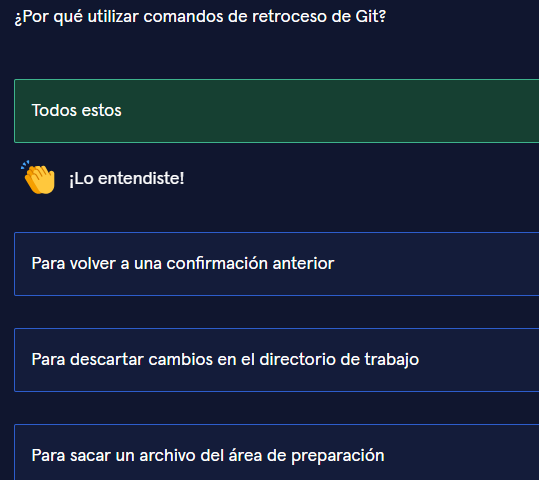 ¿Por qué utilizar comandos de retroceso de Git?
Todos estos
¡Lo entendiste!
Para volver a una confirmación anterior
Para descartar cambios en el directorio de trabajo
Para sacar un archivo del área de preparación